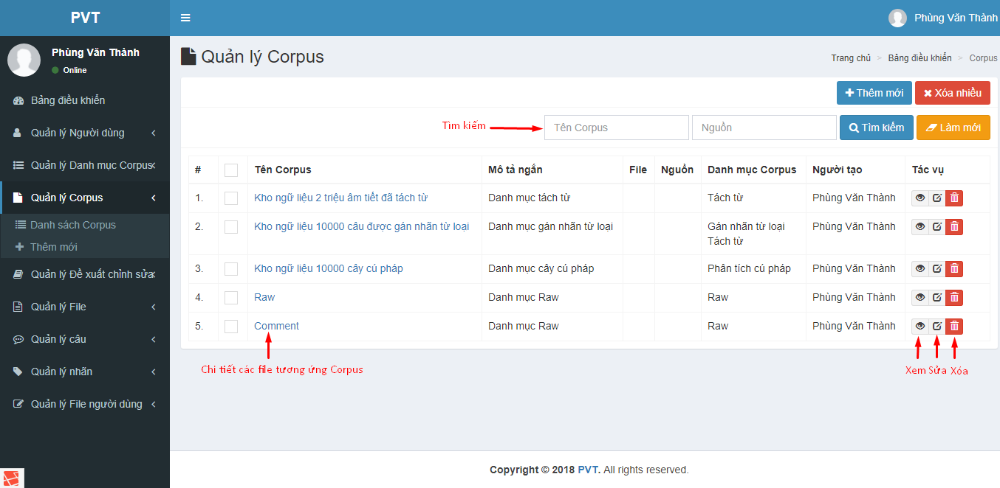 PVT
Phùng Văn Thành
Phùng Văn Thành
Online
Bảng điều khiển
Quản lý Người dùng
Quản lý Danh mục Corpus
Quản lý Corpus
Danh sách Corpus
Thêm mới
Quản lý Đề xuất chỉnh sửa
Quản lý File
Quản lý câu
Quản lý nhãn
Quản lý File người dùng
Quản lý Corpus
Trang chủ > Bảng điều khiển > Corpus
Thêm mới Xóa nhiều
Tìm kiếm Tên Corpus Nguồn Tìm kiếm Làm mới
# Tên Corpus Mô tả ngắn File Nguồn Danh mục Corpus Người tạo Tác vụ
1. Kho ngữ liệu 2 triệu âm tiết đã tách từ Danh mục tách từ Tách từ Phùng Văn Thành
2. Kho ngữ liệu 10000 câu được gán nhãn từ loại Danh mục gán nhãn từ loại Gán nhãn từ loại Phùng Văn Thành
Tách từ
3. Kho ngữ liệu 10000 cây cú pháp Danh mục cây cú pháp Phân tích cú pháp Phùng Văn Thành
4. Raw Danh mục Raw Raw Phùng Văn Thành
5. Comment Danh mục Raw Raw Phùng Văn Thành
Chi tiết các file tương ứng Corpus Xem Sửa Xóa
Copyright © 2018 PVT. All rights reserved.